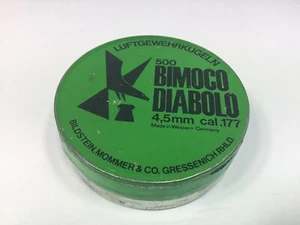 LUFTGEWEHRKUGELN
500
BIMOCO
DIABOLO
4,5mm cal.177
Made in Western Germany
BILDSTEIN, MOMMER & CO. GRESSENICH RHLD.